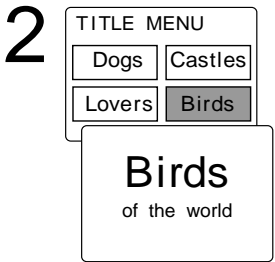 2
TITLE MENU
Dogs Castles
Lovers Birds
Birds
of the world